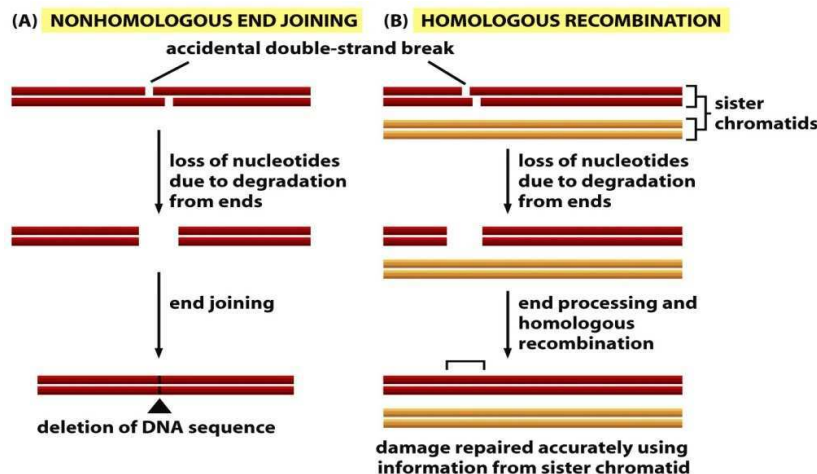 (A) NONHOMOLOGOUS END JOINING
(B) HOMOLOGOUS RECOMBINATION
accidental double-strand break
sister
chromatids
loss of nucleotides
due to degradation
from ends
loss of nucleotides
due to degradation
from ends
end joining
end processing and
homologous
recombination
deletion of DNA sequence
damage repaired accurately using
information from sister chromatid